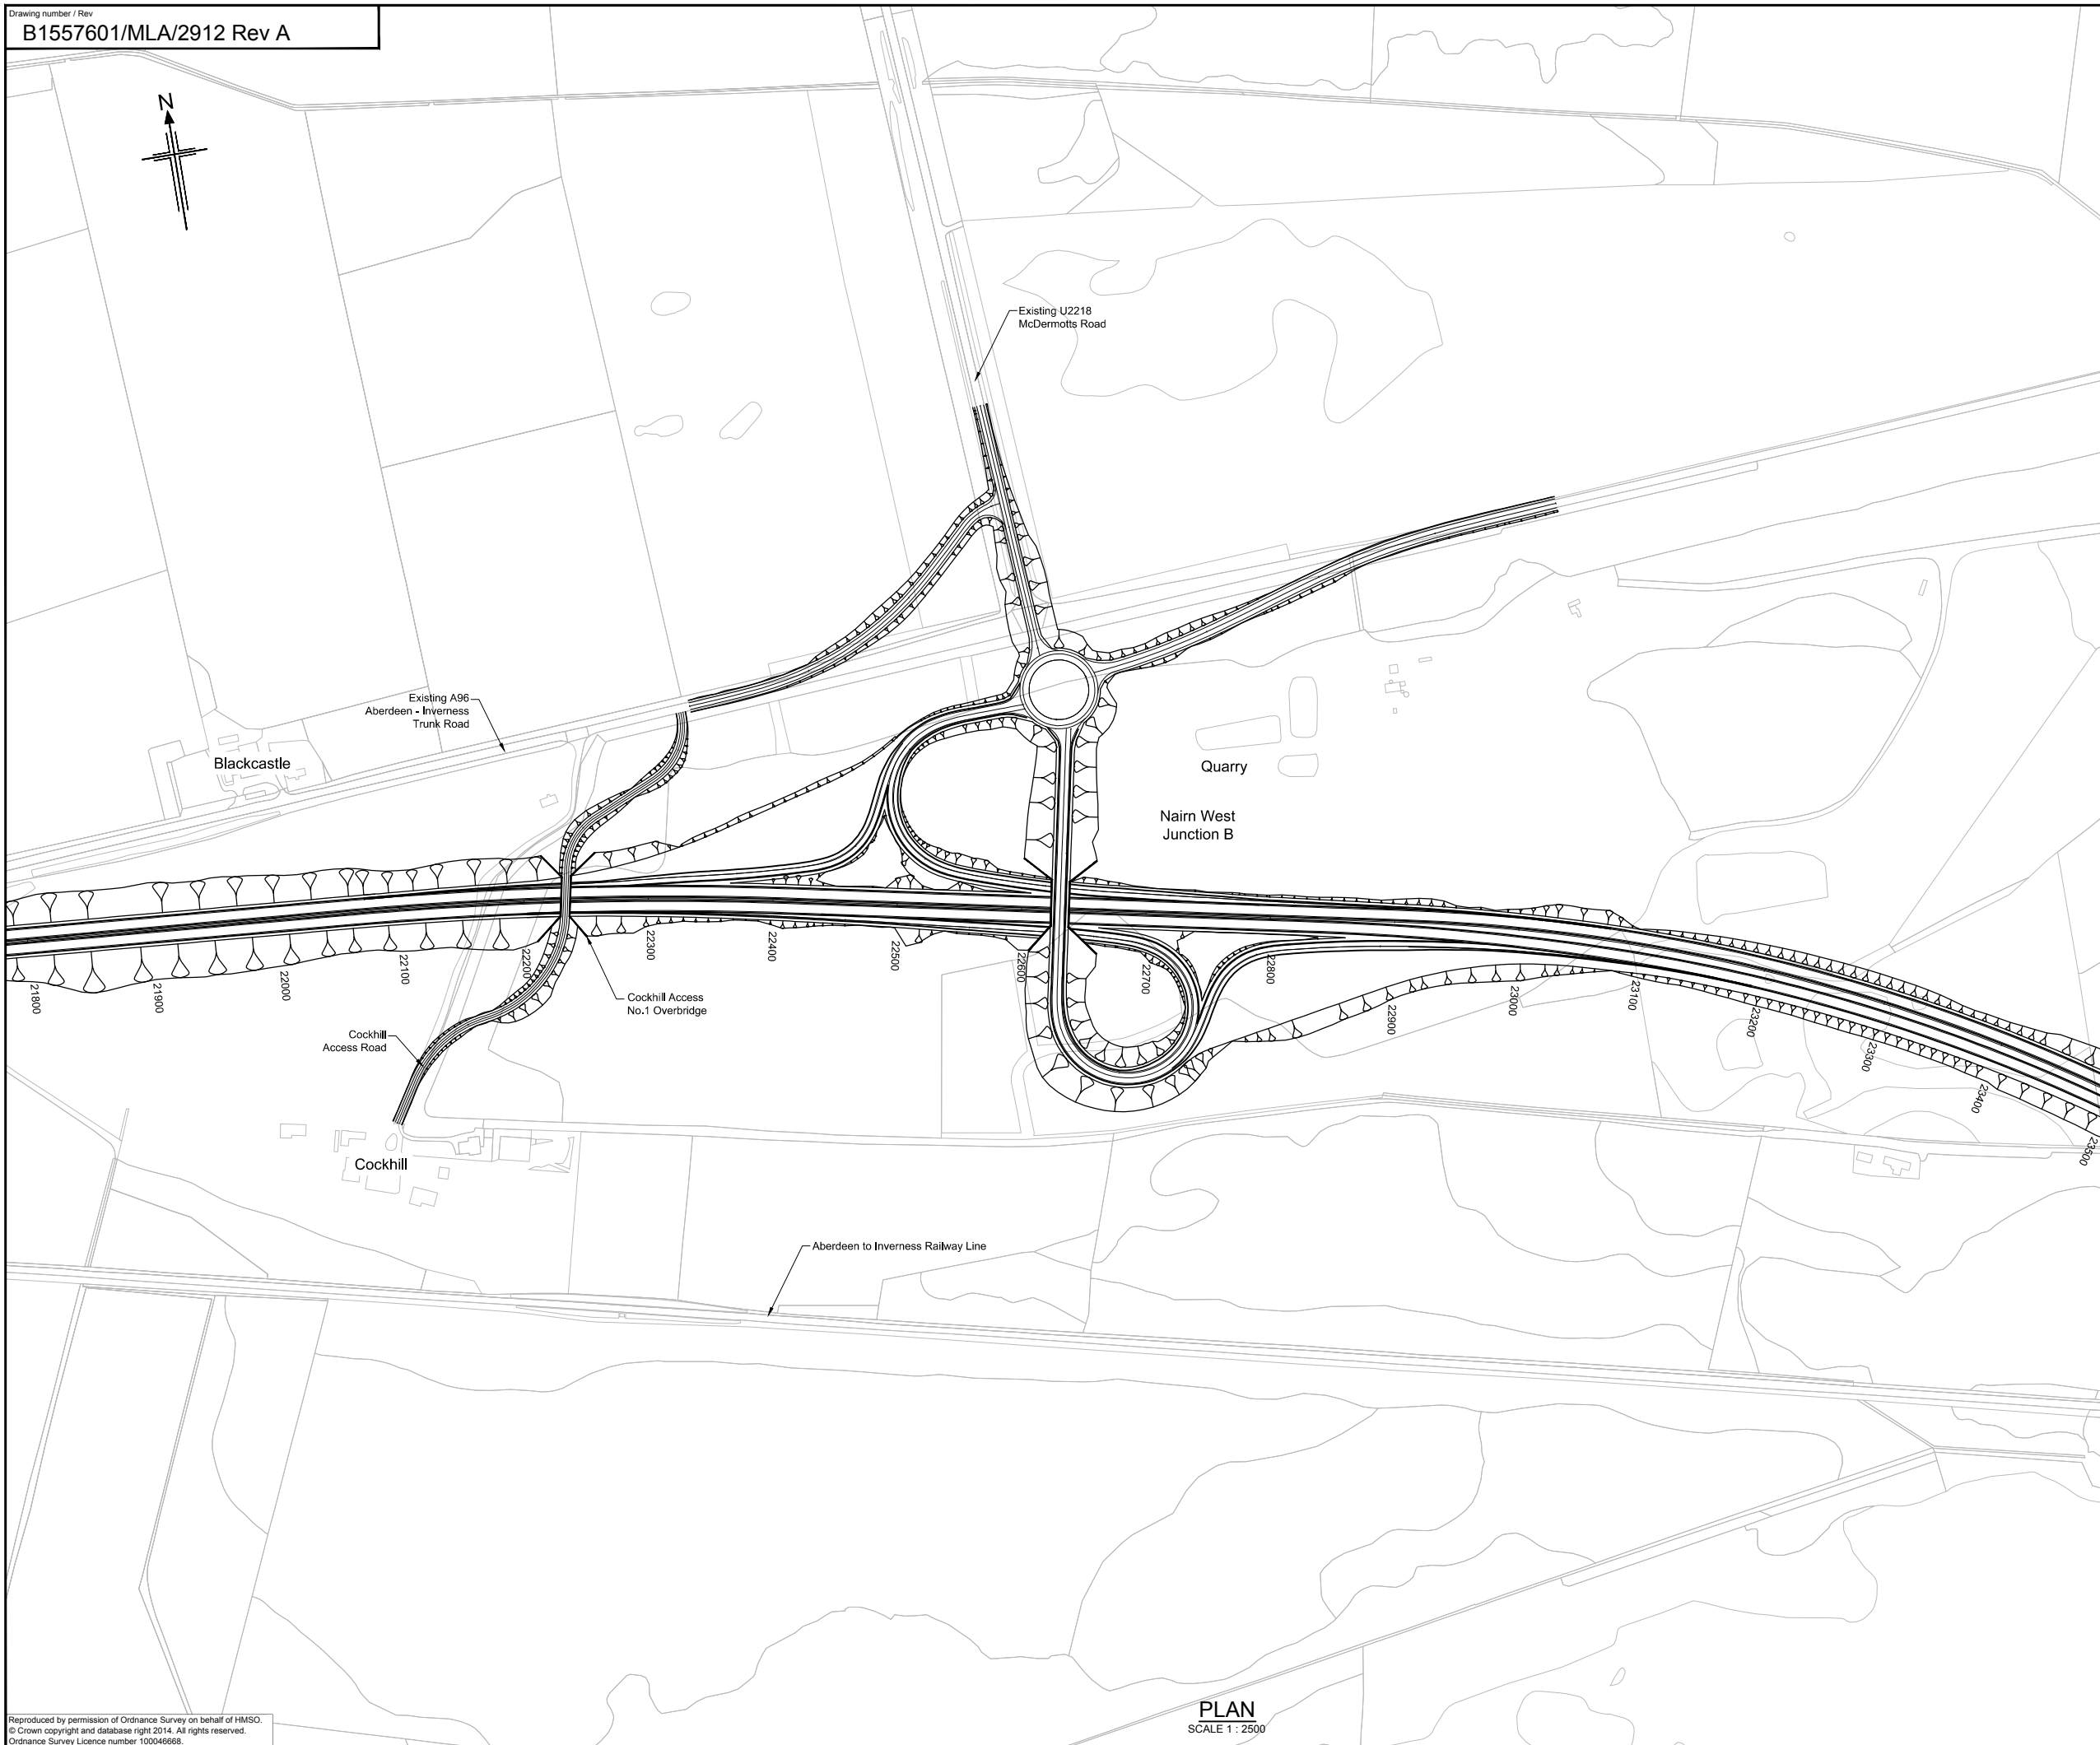 Drawing number / Rev
B1557601/MLA/2912 Rev A
N
Existing U2218
McDermotts Road
Existing A96
Aberdeen - Inverness
Trunk Road
Blackcastle
Quarry
Nairn West
Junction B
21800
21900
22000
22100
22200
22300
22400
22500
22600
22700
22800
22900
23000
23100
23200
23300
23400
23500
Cockhill Access
No.1 Overbridge
Cockhill
Access Road
Cockhill
Aberdeen to Inverness Railway Line
PLAN
SCALE 1 : 2500
Reproduced by permission of Ordnance Survey on behalf of HMSO.
© Crown copyright and database right 2014. All rights reserved.
Ordnance Survey Licence number 100046668.